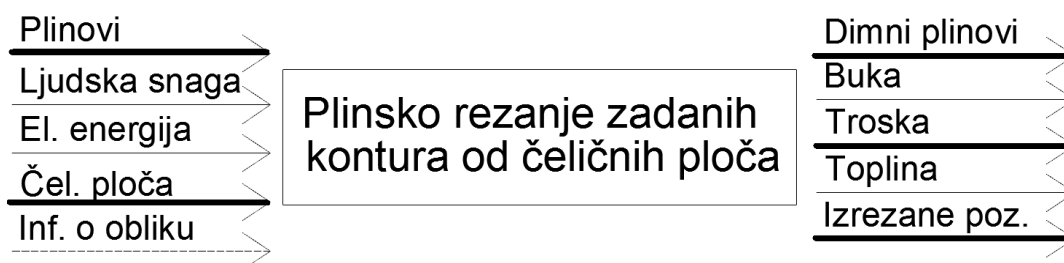 Plinovi
Ljudska snaga
El. energija
Čel. ploča
Inf. o obliku
Plinsko rezanje zadanih
kontura od čeličnih ploča
Dimni plinovi
Buka
Troska
Toplina
Izrezane poz.